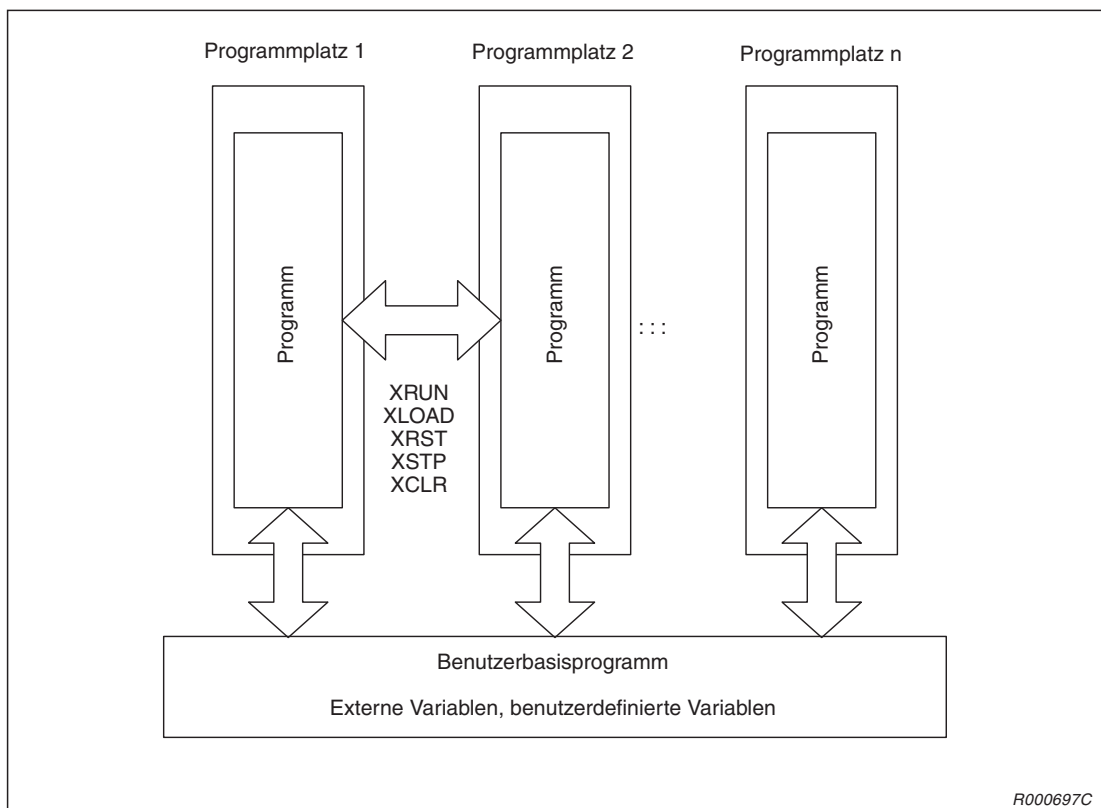 Programmplatz 1
Programmplatz 2
Programmplatz n
Programm
Programm
Programm
: : :
XRUN
XLOAD
XRST
XSTP
XCLR
Benutzerbasisprogramm
Externe Variablen, benutzerdefinierte Variablen
R000697C